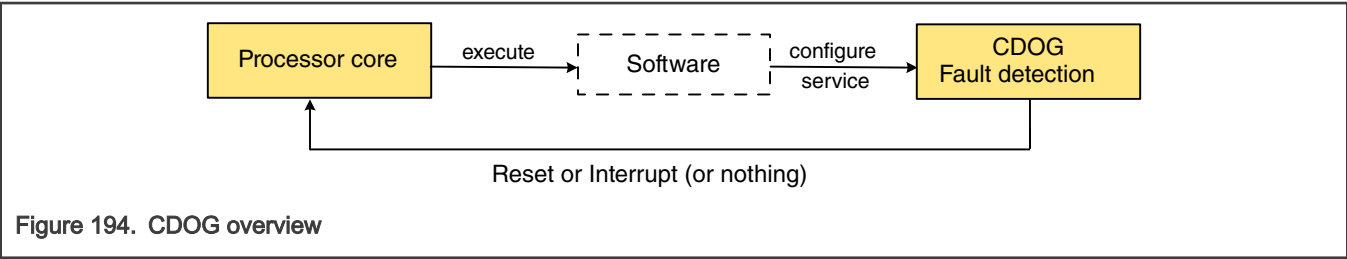 Processor core
execute
Software
configure
service
CDOG
Fault detection
Reset or Interrupt (or nothing)
Figure 194. CDOG overview